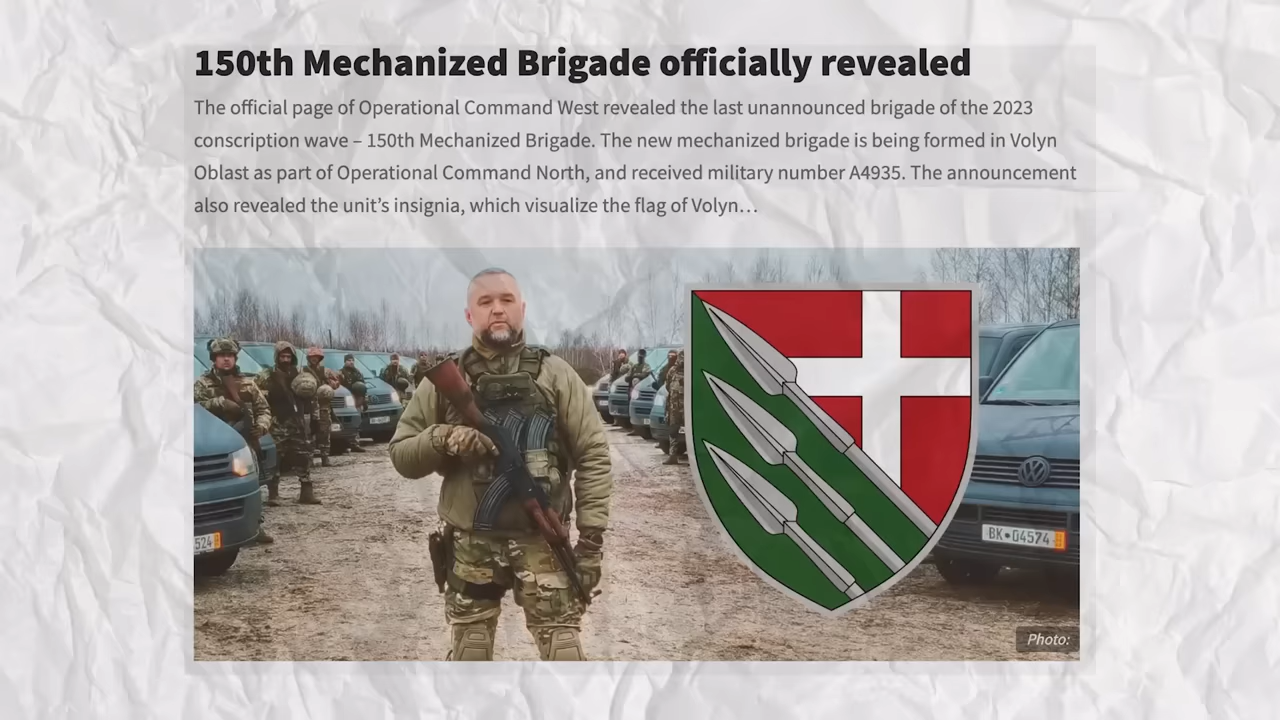 150th Mechanized Brigade officially revealed
The official page of Operational Command West revealed the last unannounced brigade of the 2023
conscription wave – 150th Mechanized Brigade. The new mechanized brigade is being formed in Volyn
Oblast as part of Operational Command North, and received military number A4935. The announcement
also revealed the unit’s insignia, which visualize the flag of Volyn…
524
BK•04574
Photo: